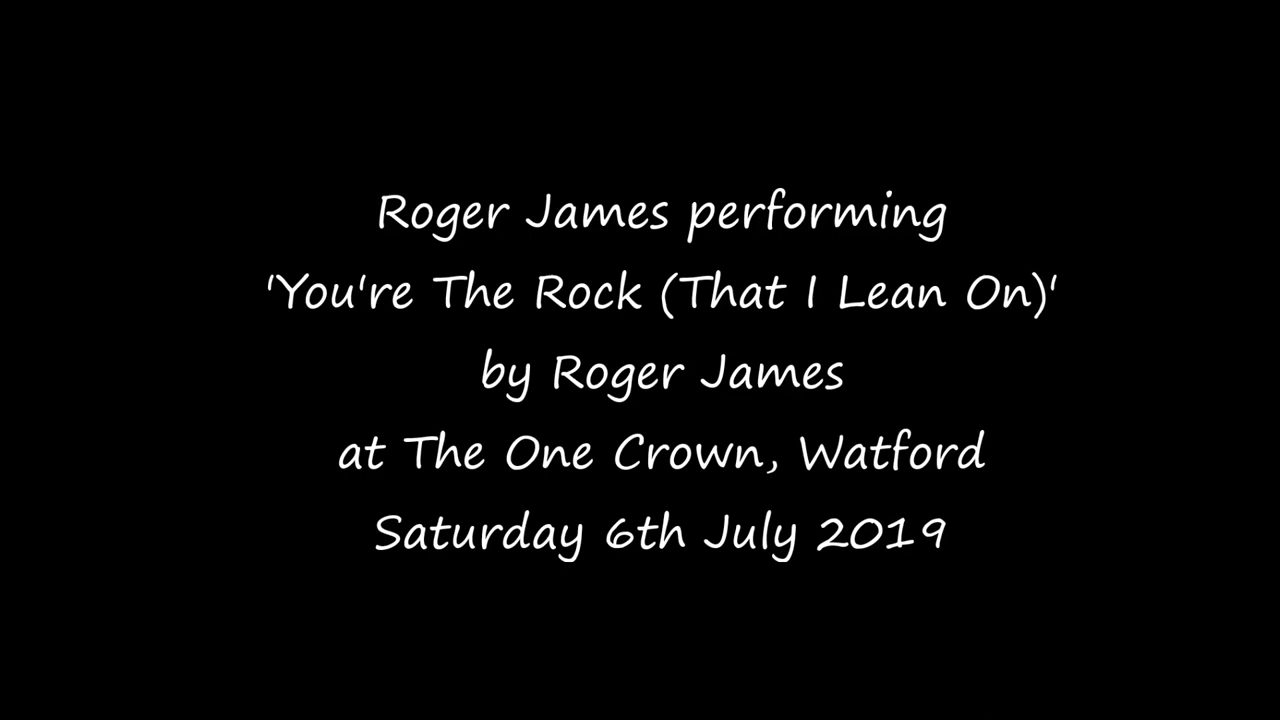 Roger James performing
'You're The Rock (That I Lean On)'
by Roger James
at The One Crown, Watford
Saturday 6th July 2019